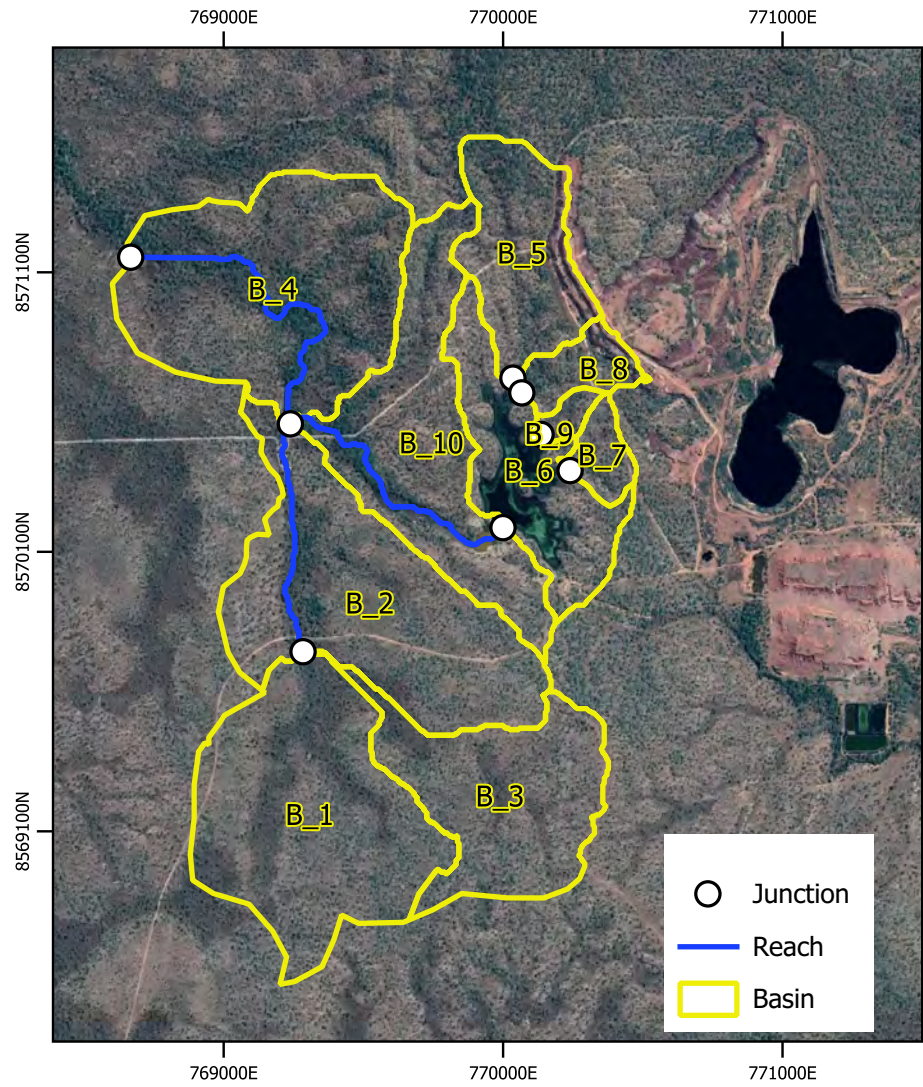 769000E
770000E
771000E
8571100N
8570100N
8569100N
B_5
B_4
B_8
B_9
B_10
B_7
B_6
B_2
B_3
B_1
Junction
Reach
Basin
769000E
770000E
771000E